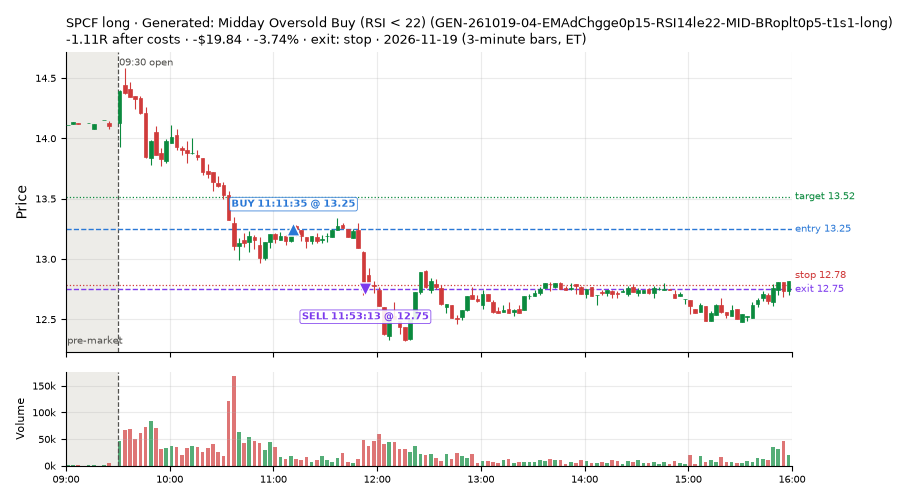 SPCF long · Generated: Midday Oversold Buy (RSI < 22) (GEN-261019-04-EMAdChgge0p15-RSI14le22-MID-BRoplt0p5-t1s1-long)
-1.11R after costs · -$19.84 · -3.74% · exit: stop · 2026-11-19 (3-minute bars, ET)
09:30 open
14.5
14.0
13.5
13.0
12.5
Price
BUY 11:11:35 @ 13.25
SELL 11:53:13 @ 12.75
target 13.52
entry 13.25
stop 12.78
exit 12.75
pre-market
150k
100k
50k
0k
Volume
09:00
10:00
11:00
12:00
13:00
14:00
15:00
16:00